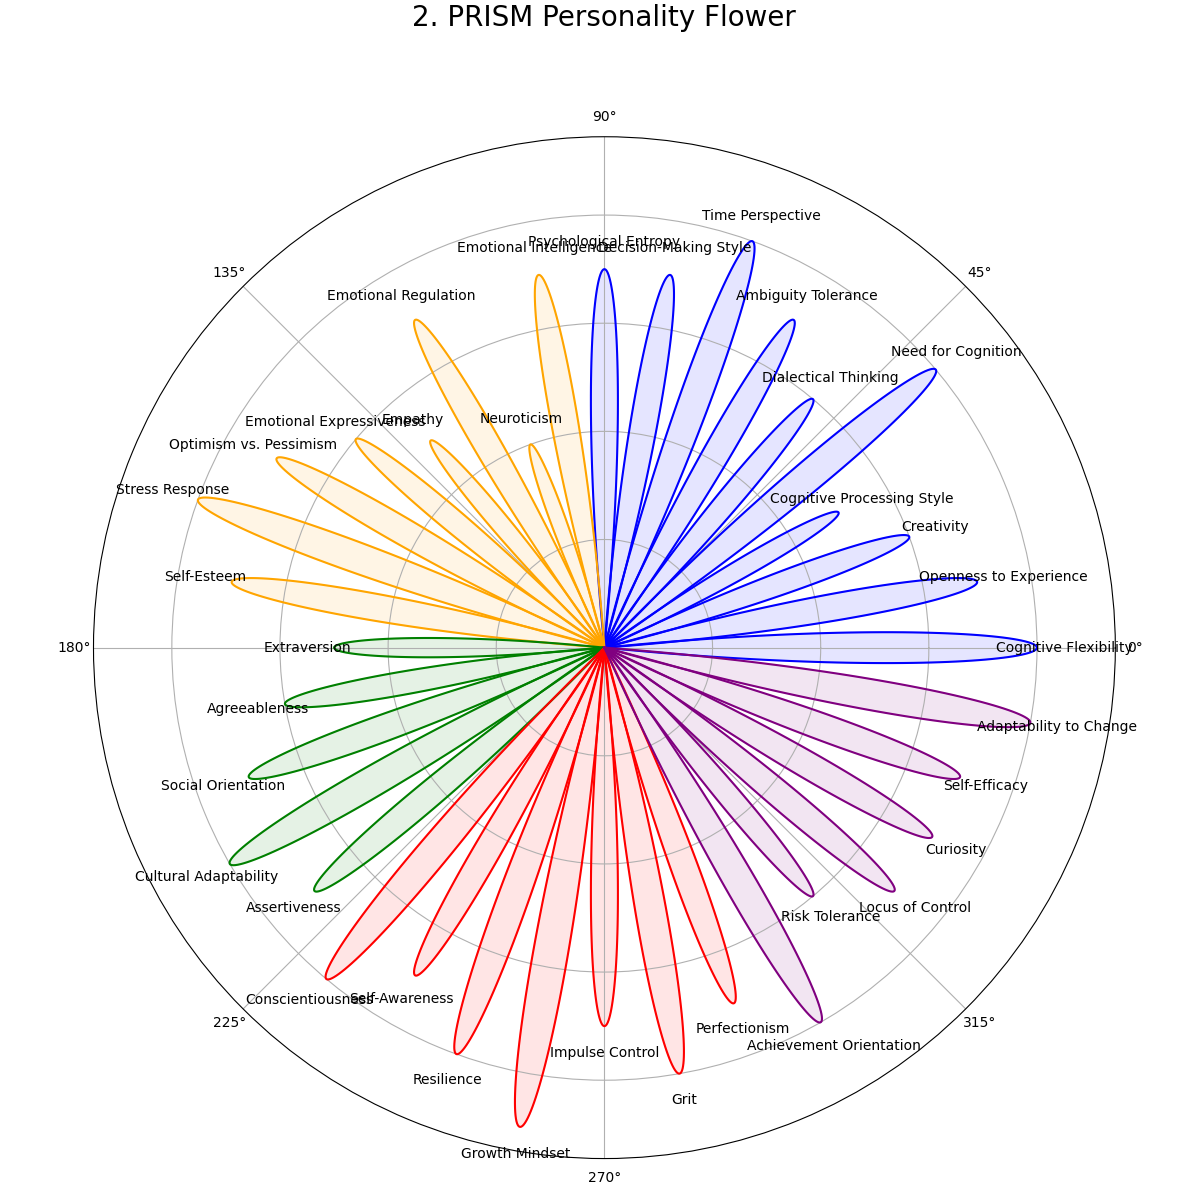 2. PRISM Personality Flower
90°
Time Perspective
Psychological Entropy
Emotional Intelligence
Decision-Making Style
135°
45°
Emotional Regulation
Ambiguity Tolerance
Need for Cognition
Dialectical Thinking
Emotional Expressiveness
Empathy
Neuroticism
Optimism vs. Pessimism
Stress Response
Cognitive Processing Style
Creativity
Self-Esteem
Openness to Experience
180°
Extraversion
Cognitive Flexibility
0°
Agreeableness
Adaptability to Change
Social Orientation
Self-Efficacy
Curiosity
Cultural Adaptability
Assertiveness
Locus of Control
Risk Tolerance
Conscientiousness
Self-Awareness
225°
315°
Perfectionism
Achievement Orientation
Impulse Control
Resilience
Grit
Growth Mindset
270°